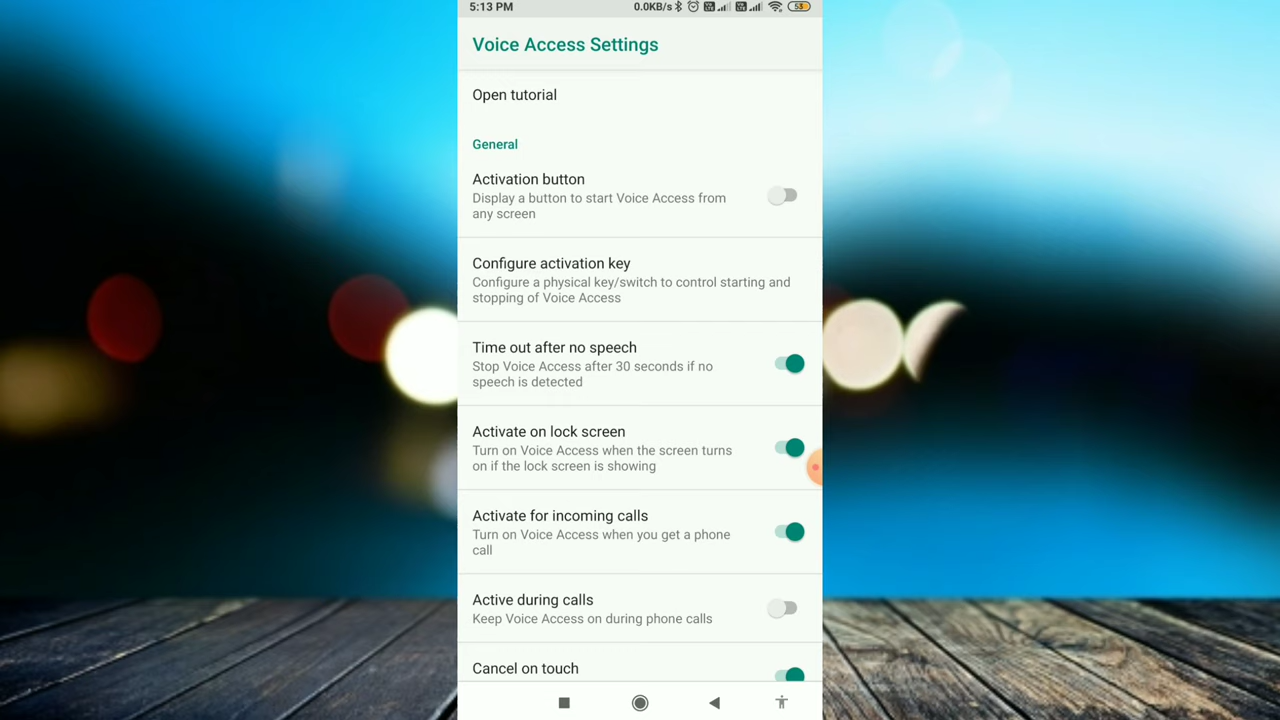 5:13 PM 0.0KB/s 53
Voice Access Settings
Open tutorial
General
Activation button
Display a button to start Voice Access from
any screen
Configure activation key
Configure a physical key/switch to control starting and
stopping of Voice Access
Time out after no speech
Stop Voice Access after 30 seconds if no
speech is detected
Activate on lock screen
Turn on Voice Access when the screen turns
on if the lock screen is showing
Activate for incoming calls
Turn on Voice Access when you get a phone
call
Active during calls
Keep Voice Access on during phone calls
Cancel on touch